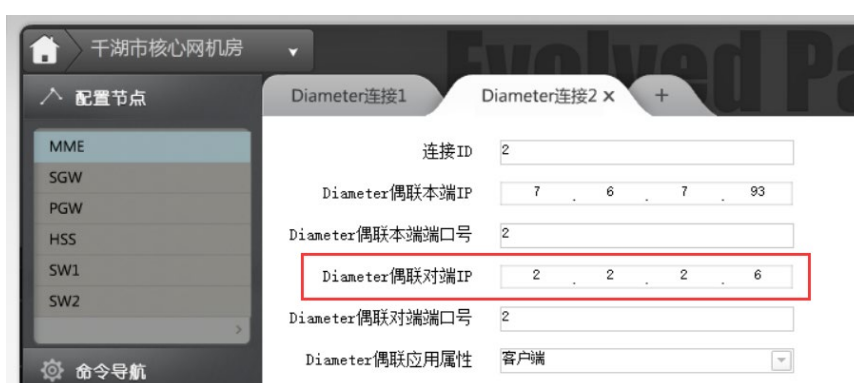 千湖市核心网机房
Evolved Pa
配置节点
Diameter连接1
Diameter连接2 ×
+
MME
连接ID 2
SGW
Diameter偶联本端IP 7 . 6 . 7 . 93
PGW
HSS
Diameter偶联本端端口号 2
SW1
Diameter偶联对端IP 2 . 2 . 2 . 6
SW2
Diameter偶联对端端口号 2
命令导航
Diameter偶联应用属性 客户端